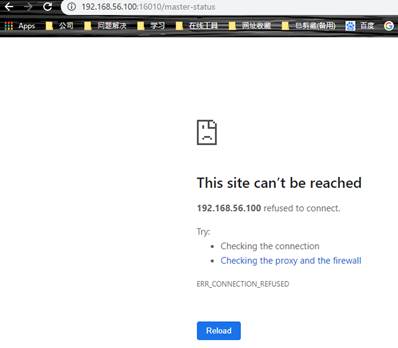 192.168.56.100:16010/master-status
Apps 公司 问题解决 学习 在线工具 网址收藏 已剪藏(备用) 百度
This site can't be reached
192.168.56.100 refused to connect.
Try:
• Checking the connection
• Checking the proxy and the firewall
ERR_CONNECTION_REFUSED
Reload